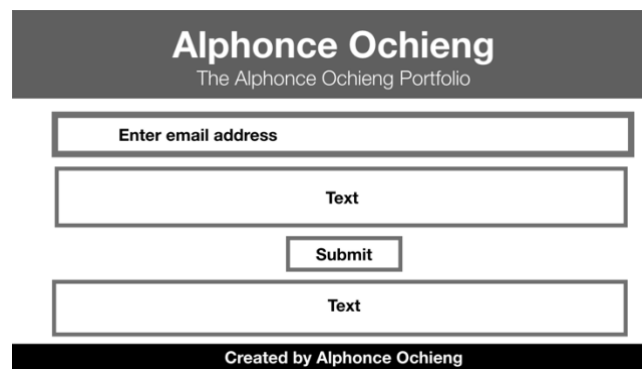 Alphonce Ochieng
The Alphonce Ochieng Portfolio
Enter email address
Text
Submit
Text
Created by Alphonce Ochieng